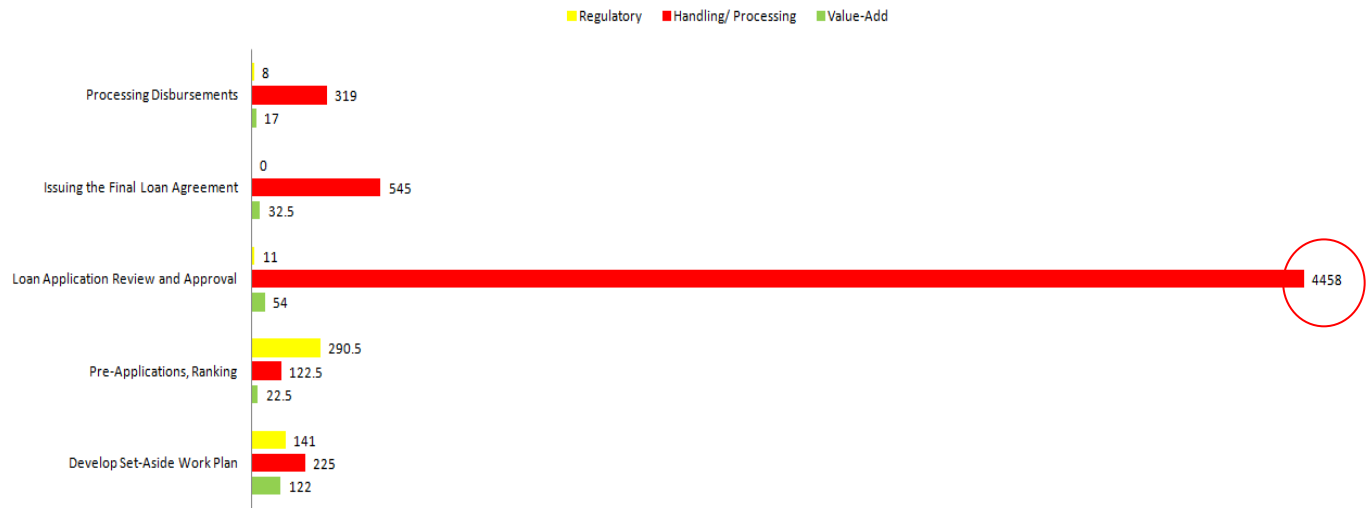 Regulatory Handling/ Processing Value-Add
8
Processing Disbursements 319
17
0
Issuing the Final Loan Agreement 545
32.5
11
Loan Application Review and Approval 4458
54
290.5
Pre-Applications, Ranking 122.5
22.5
141
Develop Set-Aside Work Plan 225
122